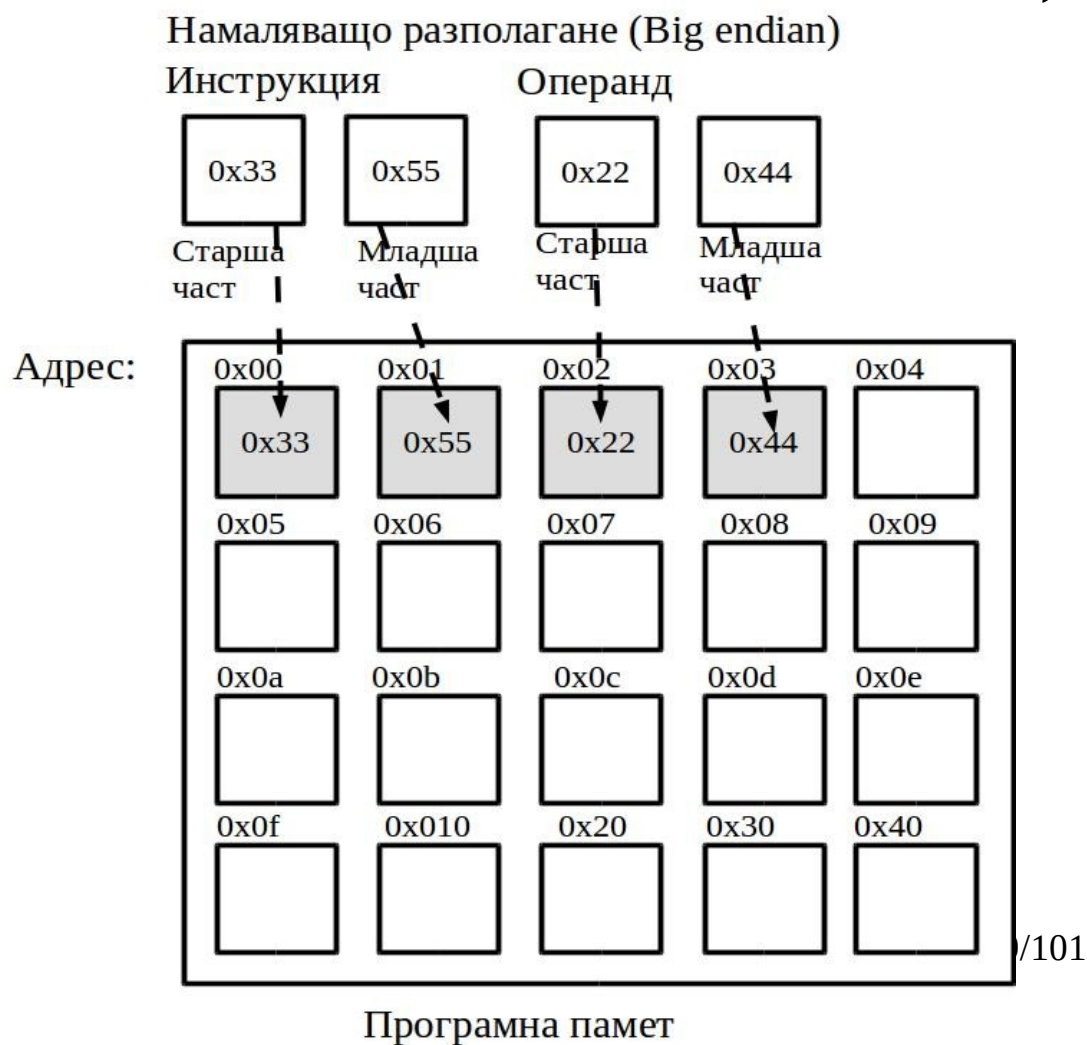 Намаляващо разполагане (Big endian)
Инструкция Операнд
0x33 0x55 0x22 0x44
Старша част Младша част Старша част Младша част
Адрес:
0x00 0x01 0x02 0x03 0x04
0x33 0x55 0x22 0x44
0x05 0x06 0x07 0x08 0x09
0x0a 0x0b 0x0c 0x0d 0x0e
0x0f 0x010 0x20 0x30 0x40
/101
Програмна памет